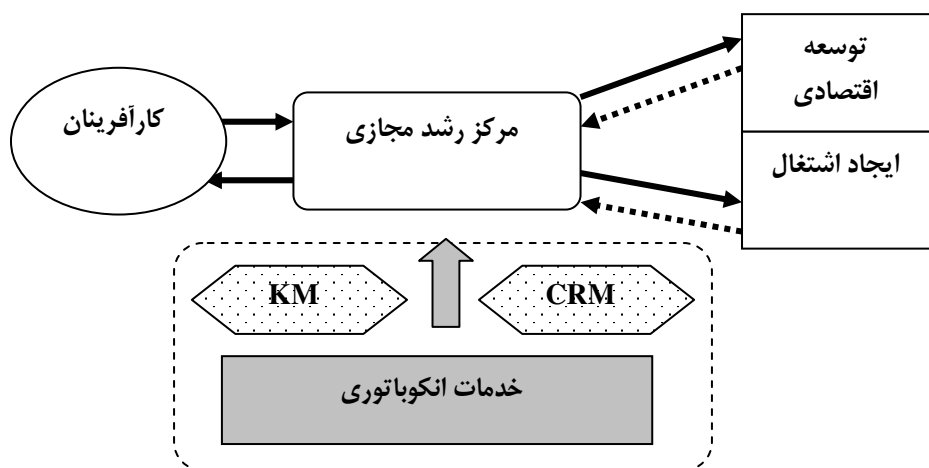 توسعه
اقتصادی
کارآفرینان
مرکز رشد مجازی
ایجاد اشتغال
KM
CRM
خدمات انکوباتوری